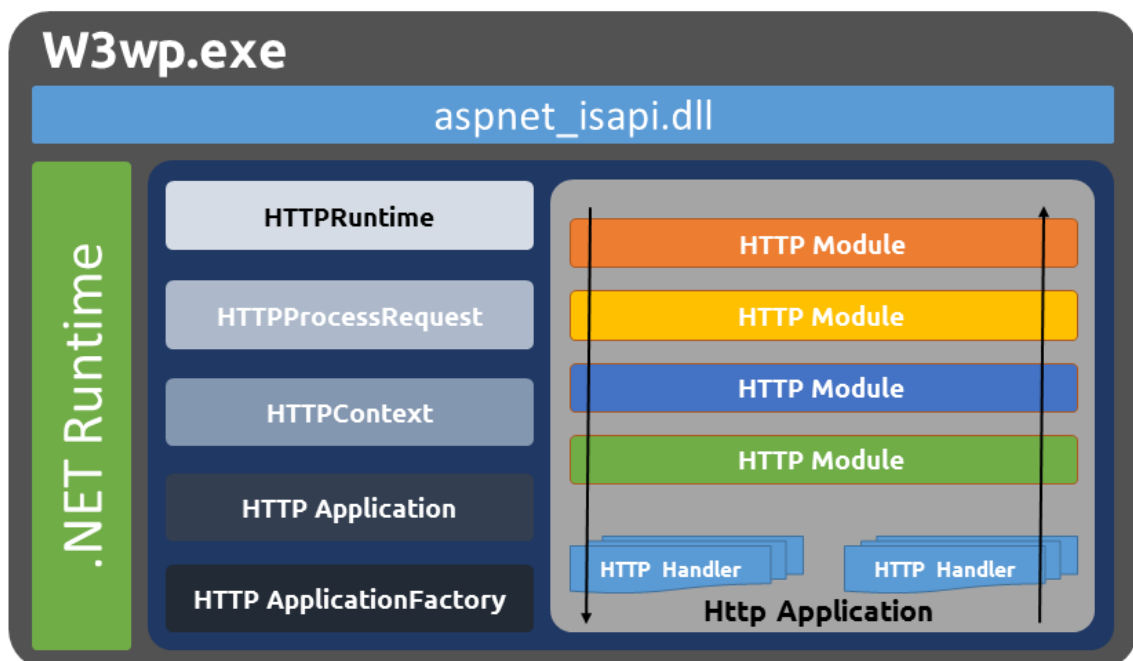 W3wp.exe
aspnet_isapi.dll
.NET Runtime
HTTPRuntime
HTTPProcessRequest
HTTPContext
HTTP Application
HTTP ApplicationFactory
HTTP Module
HTTP Module
HTTP Module
HTTP Module
HTTP Handler
HTTP Handler
Http Application